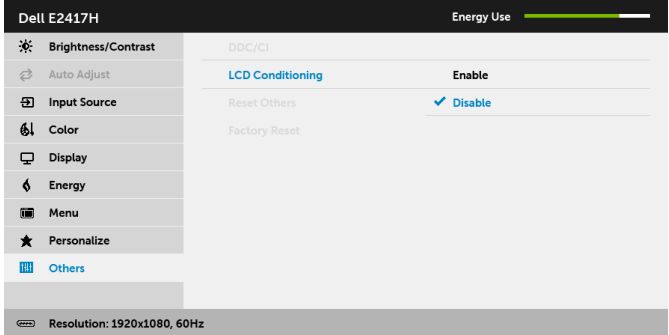 Dell E2417H
Energy Use
Brightness/Contrast
DDC/CI
Auto Adjust
LCD Conditioning
Enable
Input Source
Reset Others
Disable
Color
Factory Reset
Display
Energy
Menu
Personalize
Others
Resolution: 1920x1080, 60Hz